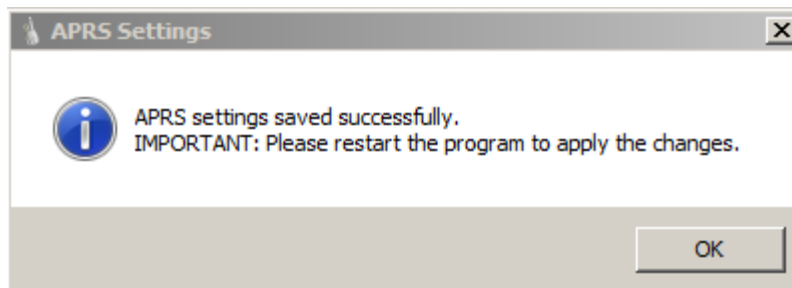 APRS Settings
APRS settings saved successfully.
IMPORTANT: Please restart the program to apply the changes.
OK